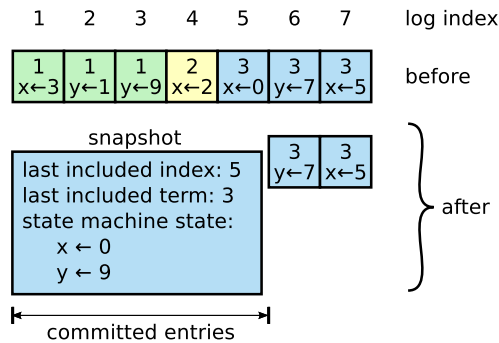 1 2 3 4 5 6 7 log index
1 1 1 2 3 3 3
x←3 y←1 y←9 x←2 x←0 y←7 x←5
before
snapshot
3 3
y←7 x←5
last included index: 5
last included term: 3
state machine state:
x ← 0
y ← 9
after
committed entries